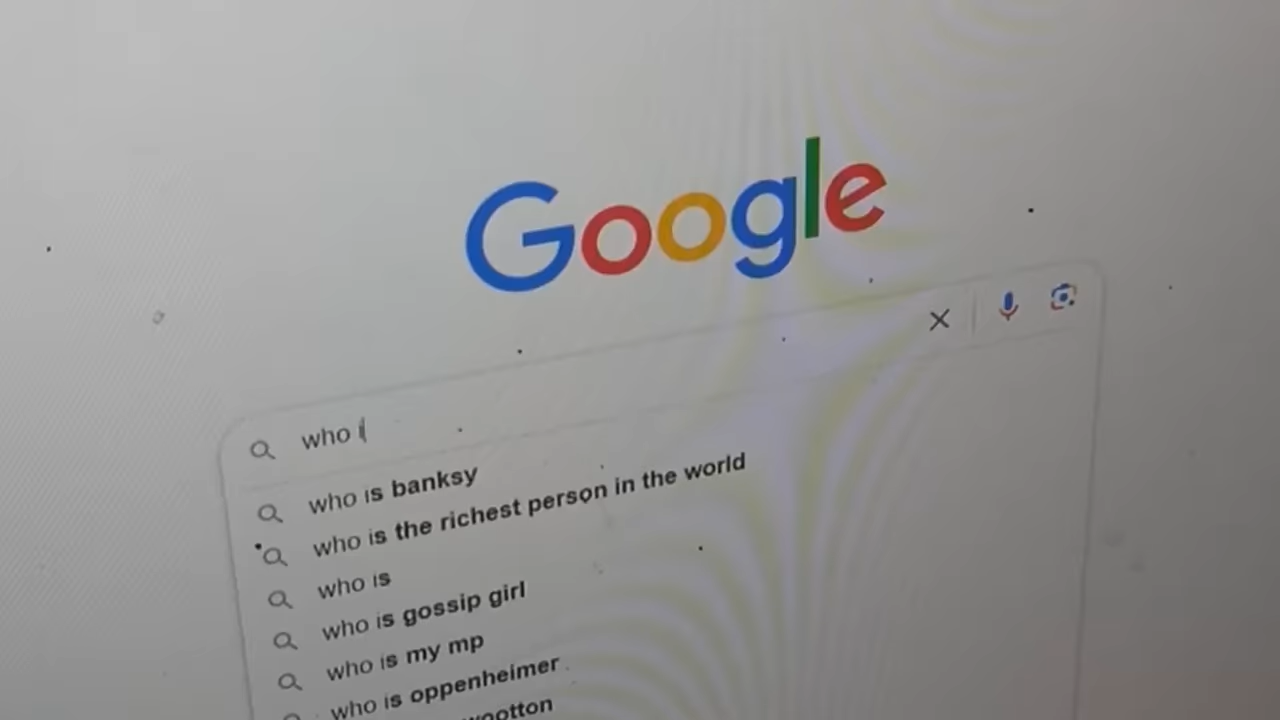 Google
who i
who is banksy
who is the richest person in the world
who is
who is gossip girl
who is my mp
who is oppenheimer
wootton